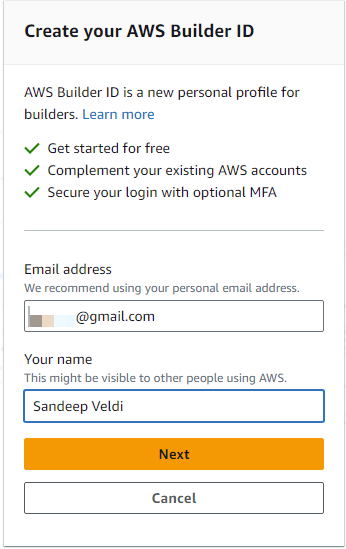 Create your AWS Builder ID
AWS Builder ID is a new personal profile for
builders. Learn more
Get started for free
Complement your existing AWS accounts
Secure your login with optional MFA
Email address
We recommend using your personal email address.
@gmail.com
Your name
This might be visible to other people using AWS.
Sandeep Veldi
Next
Cancel